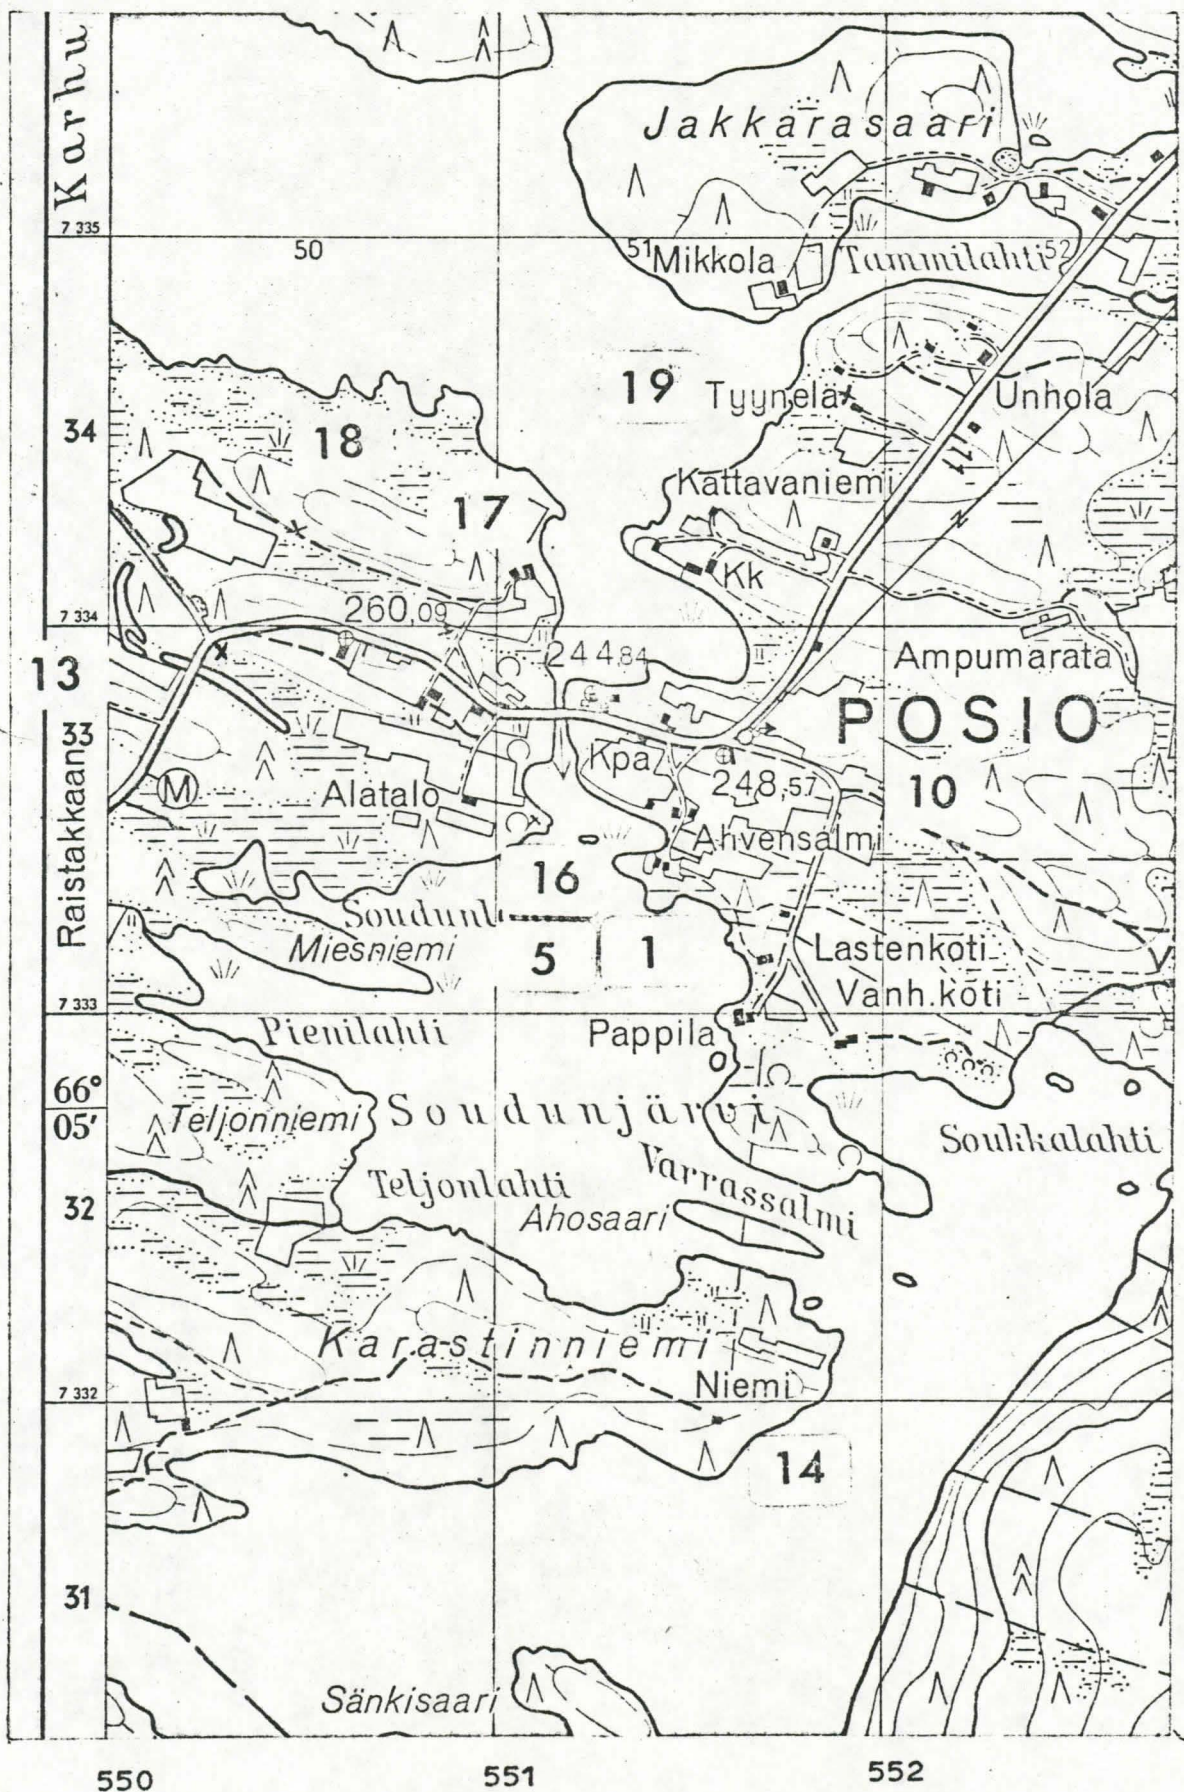 Karhu
Jakkarasaari
7 335
50
51
Mikkola
Tammilahti
52
19
Tyynelä
Unhola
34
18
Kattavaniemi
17
Kk
7 334
260,09
244,84
Ampumarata
13
POSIO
33
Kpa
248,57
10
M
Alatalo
Ahvensalmi
Raistakkaan
16
Soudunl
5
1
Miesniemi
Lastenkoti
Vanh.koti
7 333
Pienilahti
Pappila
66°
05'
Teljonniemi
Soudunjärvi
Soukkalahti
Varrassalmi
Teljonlahti
32
Ahosaari
Karastinniemi
Niemi
7 332
14
31
Sänkisaari
550
551
552